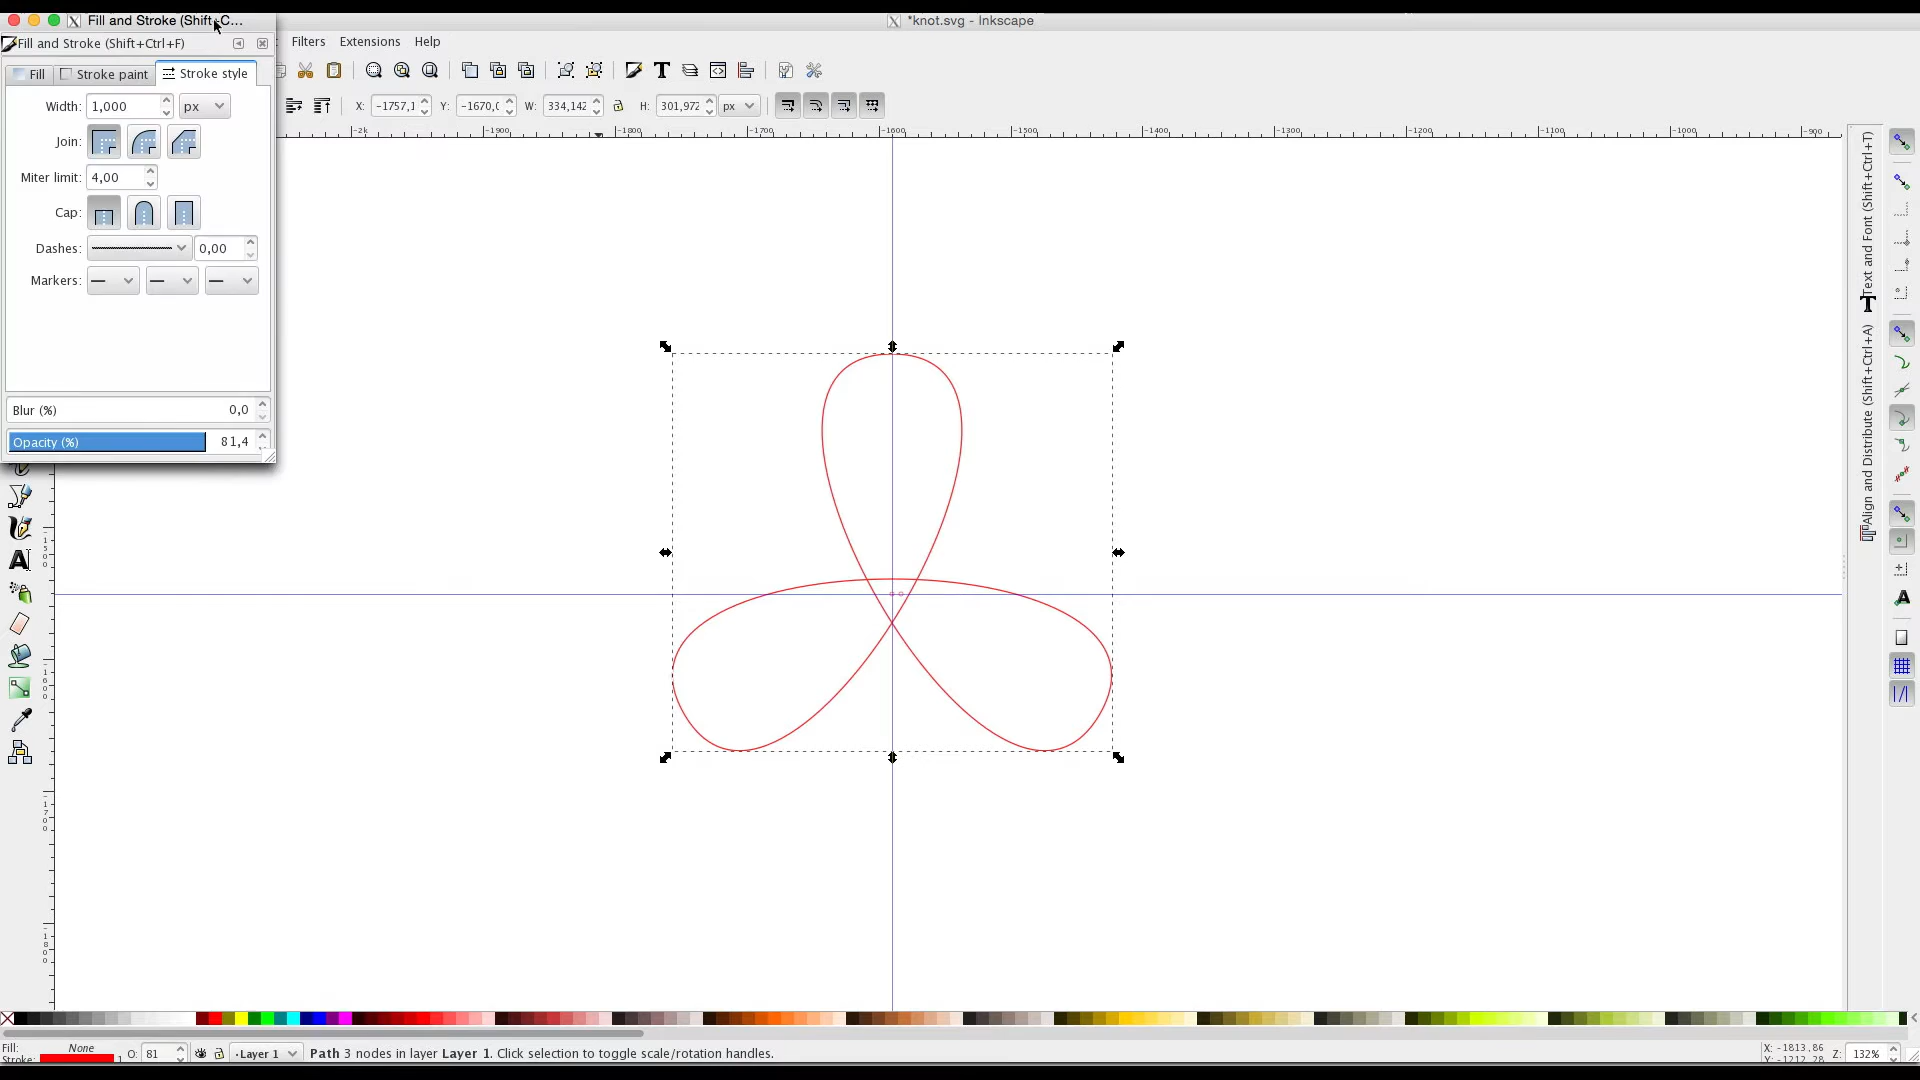 Fill and Stroke (Shift+C...
*knot.svg - Inkscape
Fill and Stroke (Shift+Ctrl+F)
Filters
Extensions
Help
Fill
Stroke paint
Stroke style
Width:
1,000
px
X:
-1757,1
Y:
-1670,0
W:
334,142
H:
301,972
px
-2k
-1900
-1800
-1700
-1600
-1500
-1400
-1300
-1200
-1100
-1000
-900
Join:
Miter limit:
4,00
Cap:
Dashes:
0,00
Markers:
Blur (%)
0,0
Opacity (%)
81,4
Text and Font (Shift+Ctrl+T)
Align and Distribute (Shift+Ctrl+A)
Fill:
None
Stroke:
1
O:
81
Layer 1
Path 3 nodes in layer Layer 1. Click selection to toggle scale/rotation handles.
X: -1813,86
Y: -1212,28
Z:
132%